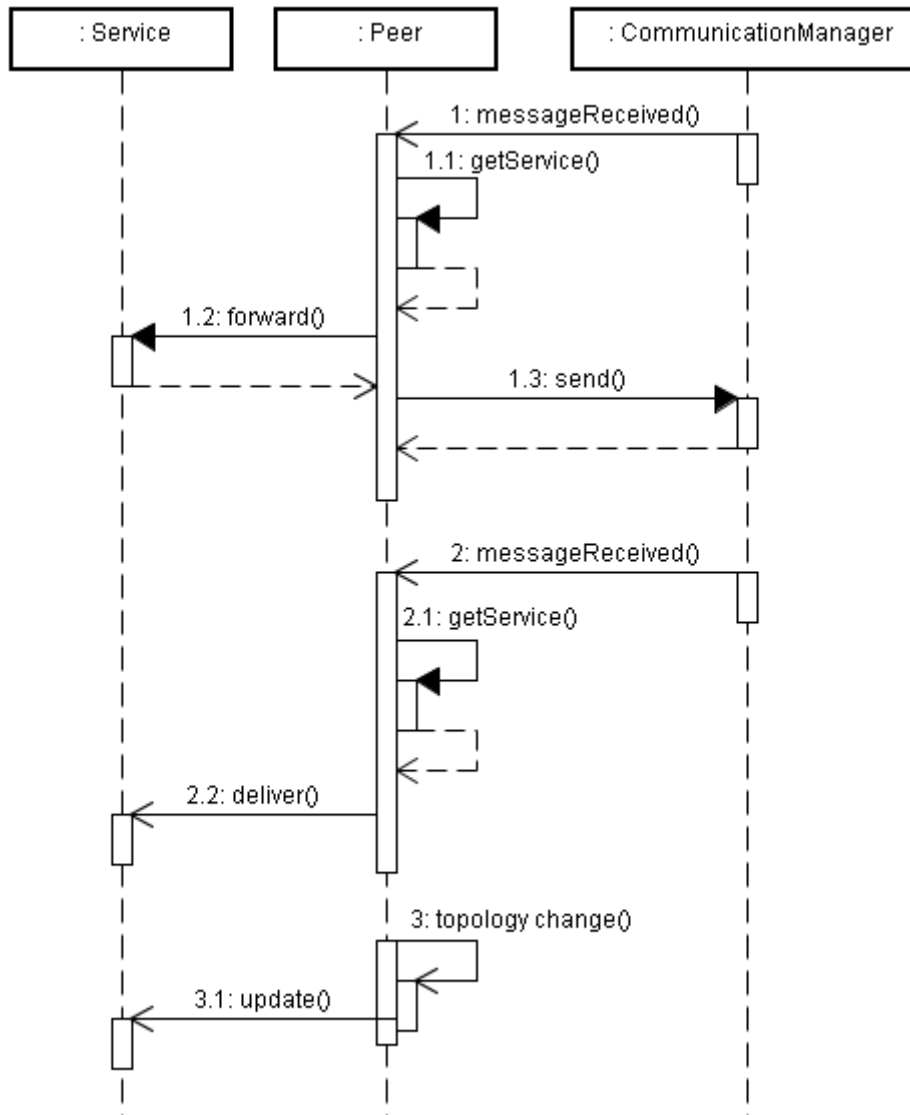 : Service
: Peer
: CommunicationManager
1: messageReceived()
1.1: getService()
1.2: forward()
1.3: send()
2: messageReceived()
2.1: getService()
2.2: deliver()
3: topology change()
3.1: update()